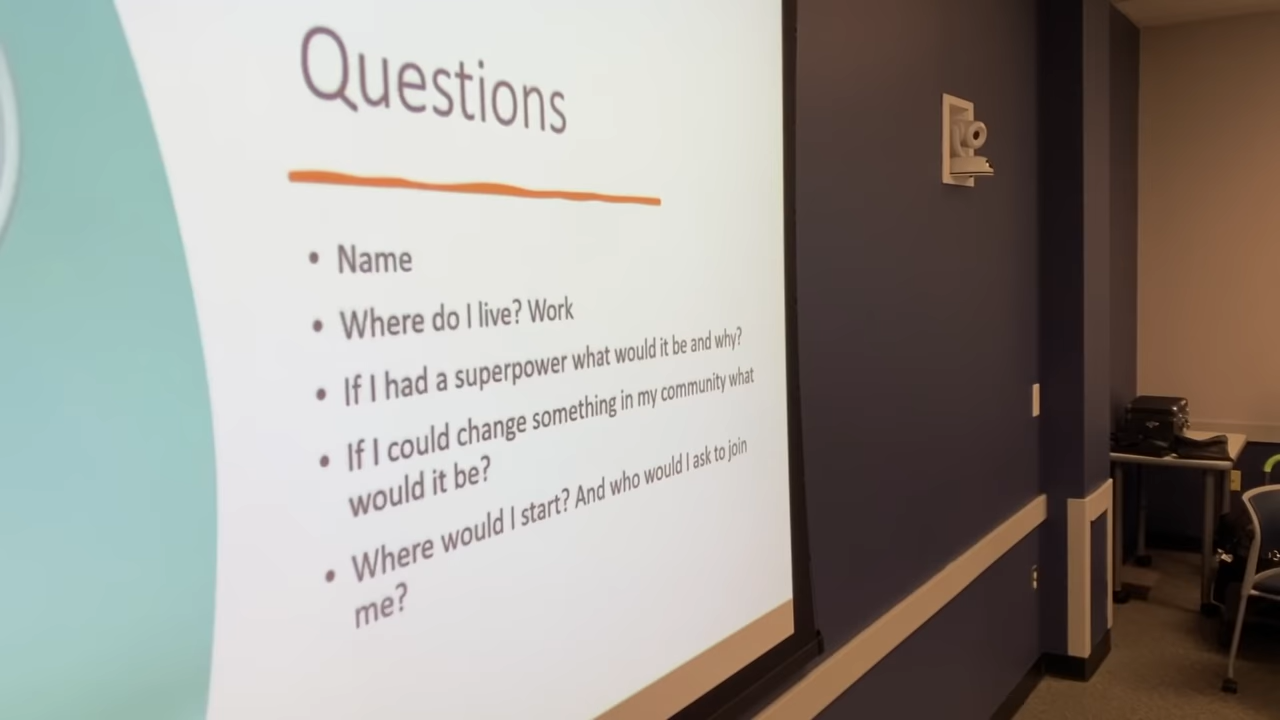 Questions
• Name
• Where do I live? Work
• If I had a superpower what would it be and why?
• If I could change something in my community what
would it be?
• Where would I start? And who would I ask to join
me?